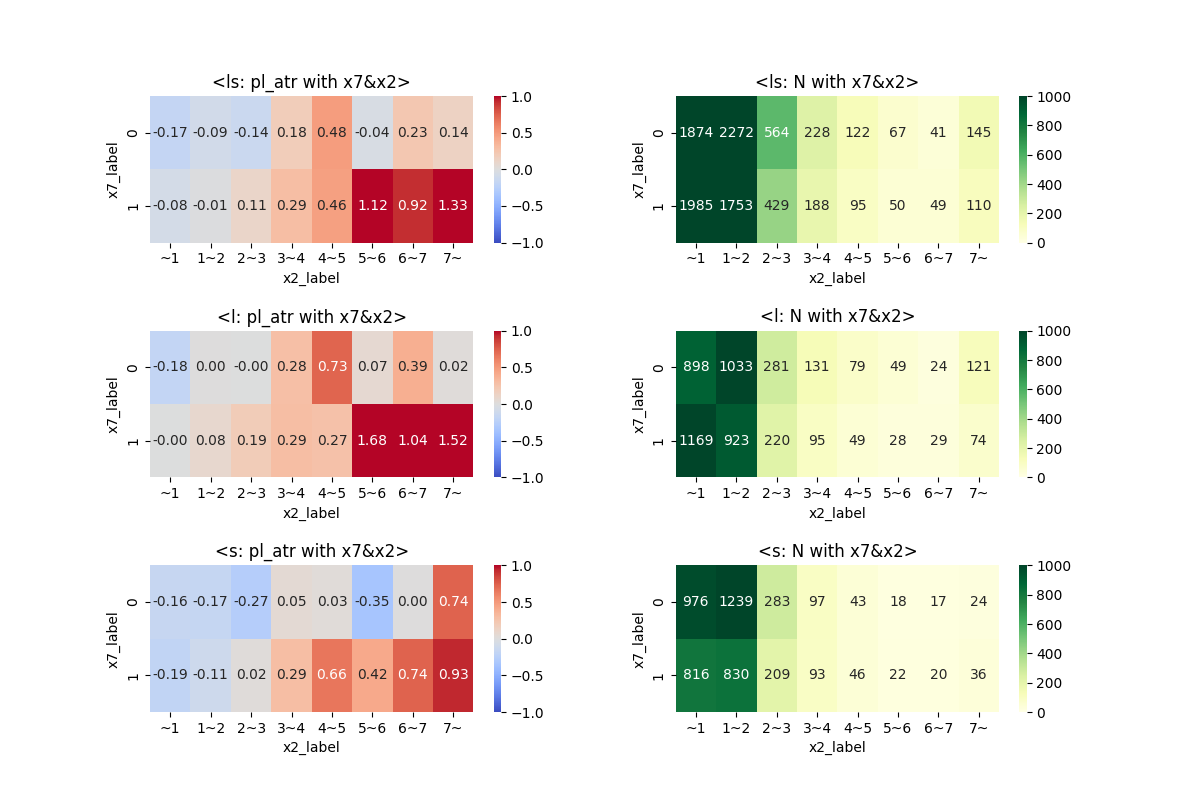 <ls: pl_atr with x7&x2>
x7_label
0
-0.17 -0.09 -0.14 0.18 0.48 -0.04 0.23 0.14
1
-0.08 -0.01 0.11 0.29 0.46 1.12 0.92 1.33
~1 1~2 2~3 3~4 4~5 5~6 6~7 7~
x2_label
1.0
0.5
0.0
−0.5
−1.0
<ls: N with x7&x2>
x7_label
0
1874 2272 564 228 122 67 41 145
1
1985 1753 429 188 95 50 49 110
~1 1~2 2~3 3~4 4~5 5~6 6~7 7~
x2_label
1000
800
600
400
200
0
<l: pl_atr with x7&x2>
x7_label
0
-0.18 0.00 -0.00 0.28 0.73 0.07 0.39 0.02
1
-0.00 0.08 0.19 0.29 0.27 1.68 1.04 1.52
~1 1~2 2~3 3~4 4~5 5~6 6~7 7~
x2_label
1.0
0.5
0.0
−0.5
−1.0
<l: N with x7&x2>
x7_label
0
898 1033 281 131 79 49 24 121
1
1169 923 220 95 49 28 29 74
~1 1~2 2~3 3~4 4~5 5~6 6~7 7~
x2_label
1000
800
600
400
200
0
<s: pl_atr with x7&x2>
x7_label
0
-0.16 -0.17 -0.27 0.05 0.03 -0.35 0.00 0.74
1
-0.19 -0.11 0.02 0.29 0.66 0.42 0.74 0.93
~1 1~2 2~3 3~4 4~5 5~6 6~7 7~
x2_label
1.0
0.5
0.0
−0.5
−1.0
<s: N with x7&x2>
x7_label
0
976 1239 283 97 43 18 17 24
1
816 830 209 93 46 22 20 36
~1 1~2 2~3 3~4 4~5 5~6 6~7 7~
x2_label
1000
800
600
400
200
0